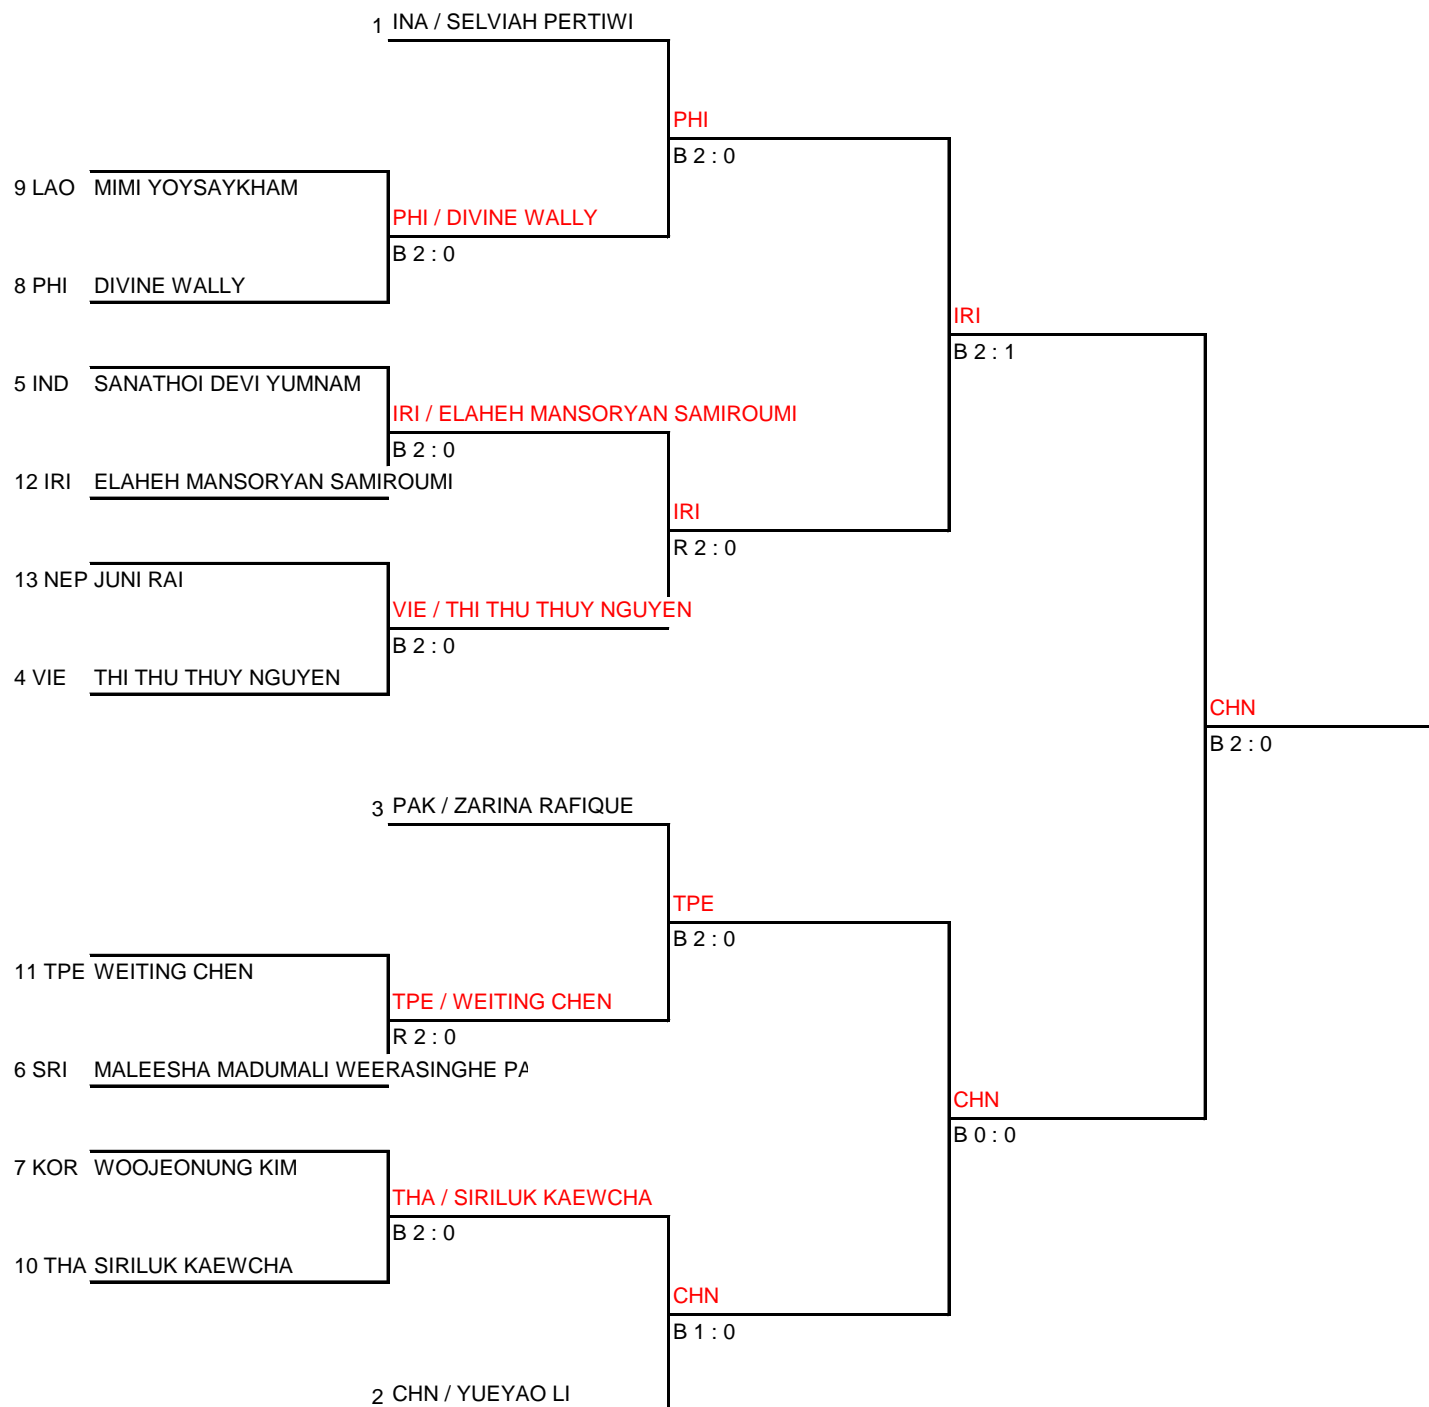 1 INA / SELVIAH PERTIWI
PHI
B 2 : 0
9 LAO MIMI YOYSAYKHAM
PHI / DIVINE WALLY
B 2 : 0
8 PHI DIVINE WALLY
IRI
B 2 : 1
5 IND SANATHOI DEVI YUMNAM
IRI / ELAHEH MANSORYAN SAMIROUMI
B 2 : 0
12 IRI ELAHEH MANSORYAN SAMIROUMI
IRI
R 2 : 0
13 NEP JUNI RAI
VIE / THI THU THUY NGUYEN
B 2 : 0
4 VIE THI THU THUY NGUYEN
CHN
B 2 : 0
3 PAK / ZARINA RAFIQUE
TPE
B 2 : 0
11 TPE WEITING CHEN
TPE / WEITING CHEN
R 2 : 0
6 SRI MALEESHA MADUMALI WEERASINGHE PA
CHN
B 0 : 0
7 KOR WOOJEONUNG KIM
THA / SIRILUK KAEWCHA
B 2 : 0
10 THA SIRILUK KAEWCHA
CHN
B 1 : 0
2 CHN / YUEYAO LI